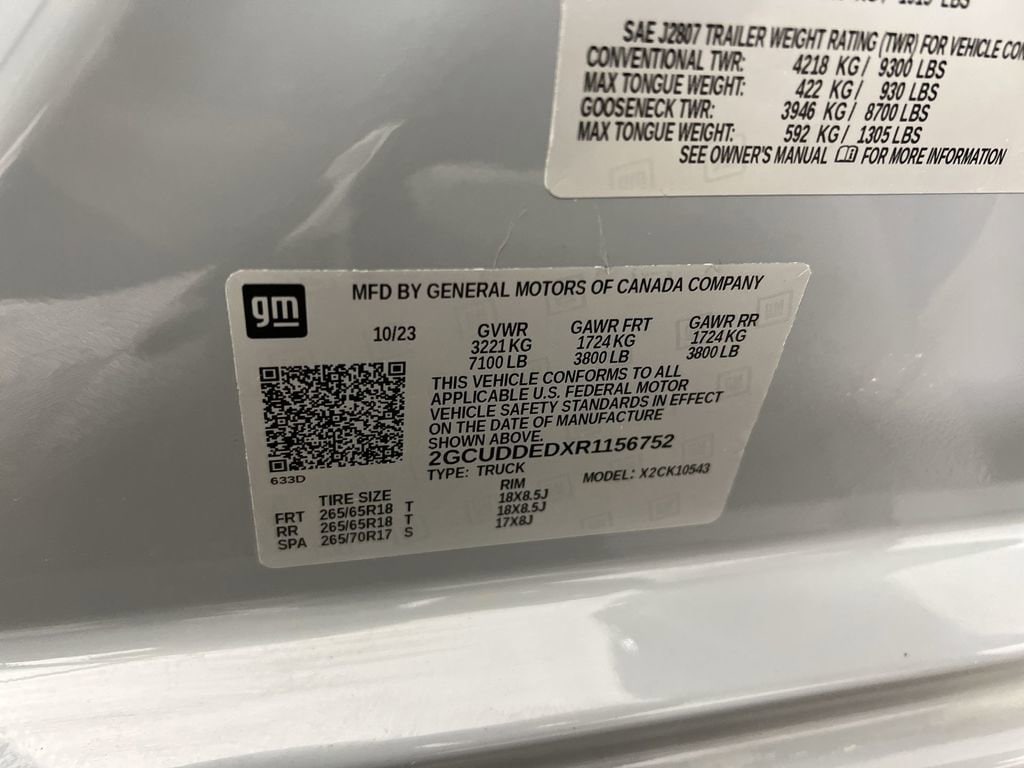 LBS
SAE J2807 TRAILER WEIGHT RATING (TWR) FOR VEHICLE
CONVENTIONAL TWR: 4218 KG / 9300 LBS
MAX TONGUE WEIGHT: 422 KG / 930 LBS
GOOSENECK TWR: 3946 KG / 8700 LBS
MAX TONGUE WEIGHT: 592 KG / 1305 LBS
SEE OWNER'S MANUAL FOR MORE INFORMATION
gm
MFD BY GENERAL MOTORS OF CANADA COMPANY
10/23 GVWR GAWR FRT GAWR RR
3221 KG 1724 KG 1724 KG
7100 LB 3800 LB 3800 LB
THIS VEHICLE CONFORMS TO ALL
APPLICABLE U.S. FEDERAL MOTOR
VEHICLE SAFETY STANDARDS IN EFFECT
ON THE DATE OF MANUFACTURE
SHOWN ABOVE.
2GCUDDEDXR1156752
TYPE: TRUCK MODEL: X2CK10543
633D
TIRE SIZE RIM
FRT 265/65R18 T 18X8.5J
RR 265/65R18 T 18X8.5J
SPA 265/70R17 S 17X8J